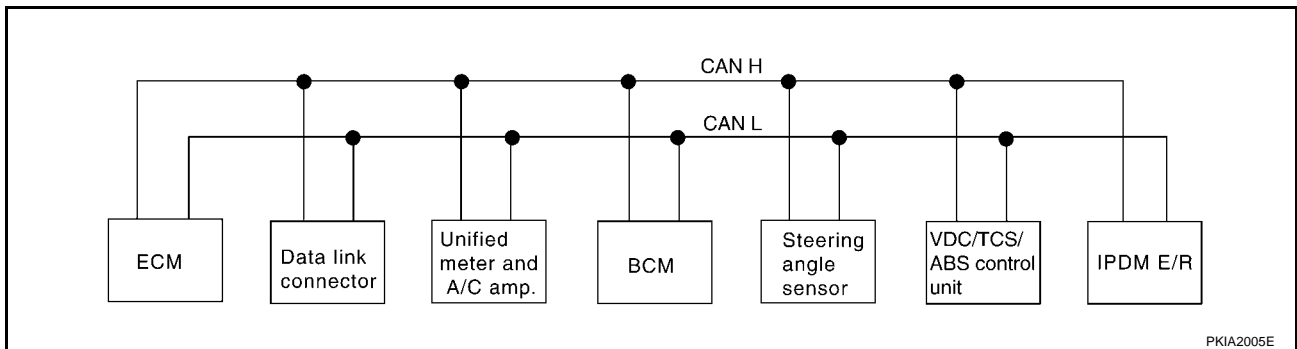 CAN H
CAN L
ECM
Data link
connector
Unified
meter and
A/C amp.
BCM
Steering
angle
sensor
VDC/TCS/
ABS control
unit
IPDM E/R
PKIA2005E